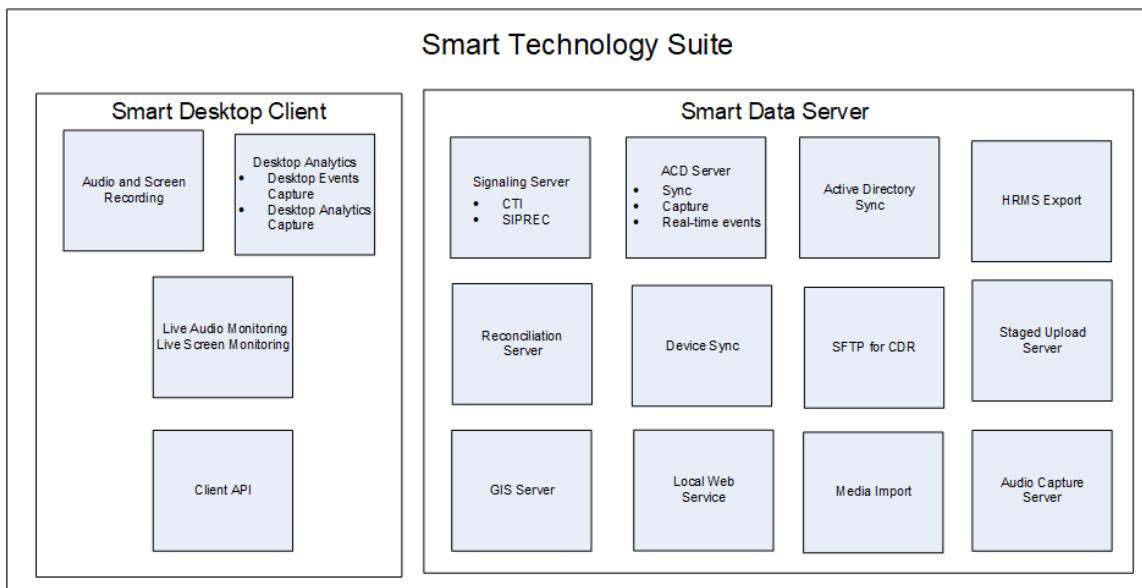 Smart Technology Suite
Smart Desktop Client
Audio and Screen
Recording
Desktop Analytics
• Desktop Events
Capture
• Desktop Analytics
Capture
Live Audio Monitoring
Live Screen Monitoring
Client API
Smart Data Server
Signaling Server
• CTI
• SIPREC
ACD Server
• Sync
• Capture
• Real-time events
Active Directory
Sync
HRMS Export
Reconciliation
Server
Device Sync
SFTP for CDR
Staged Upload
Server
GIS Server
Local Web
Service
Media Import
Audio Capture
Server